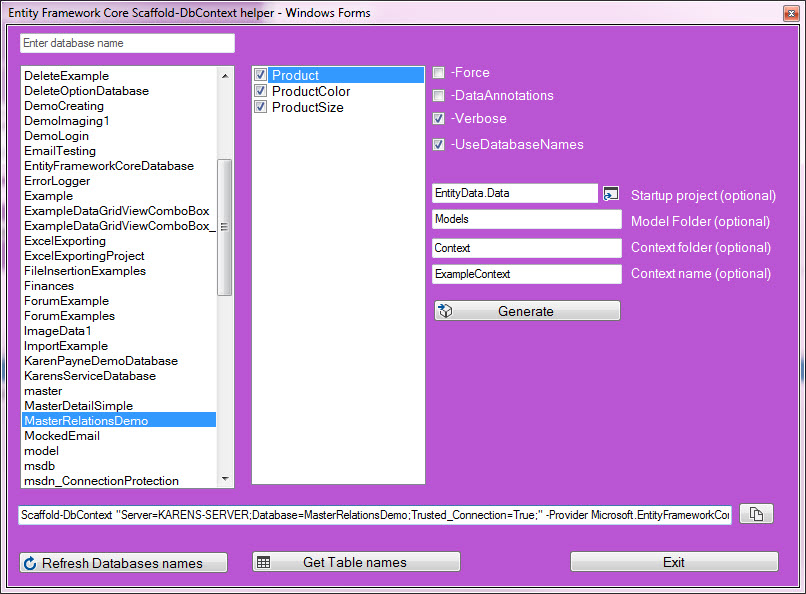 Entity Framework Core Scaffold-DbContext helper - Windows Forms
Enter database name
DeleteExample
DeleteOptionDatabase
DemoCreating
DemoImaging1
DemoLogin
EmailTesting
EntityFrameworkCoreDatabase
ErrorLogger
Example
ExampleDataGridViewComboBox
ExampleDataGridViewComboBox_
ExcelExporting
ExcelExportingProject
FileInsertionExamples
Finances
ForumExample
ForumExamples
ImageData1
ImportExample
KarenPayneDemoDatabase
KarensServiceDatabase
master
MasterDetailSimple
MasterRelationsDemo
MockedEmail
model
msdb
msdn_ConnectionProtection
Product
ProductColor
ProductSize
-Force
-DataAnnotations
-Verbose
-UseDatabaseNames
EntityData.Data Startup project (optional)
Models Model Folder (optional)
Context Context folder (optional)
ExampleContext Context name (optional)
Generate
Scaffold-DbContext "Server=KARENS-SERVER;Database=MasterRelationsDemo;Trusted_Connection=True;" -Provider Microsoft.EntityFrameworkCor
Refresh Databases names Get Table names Exit